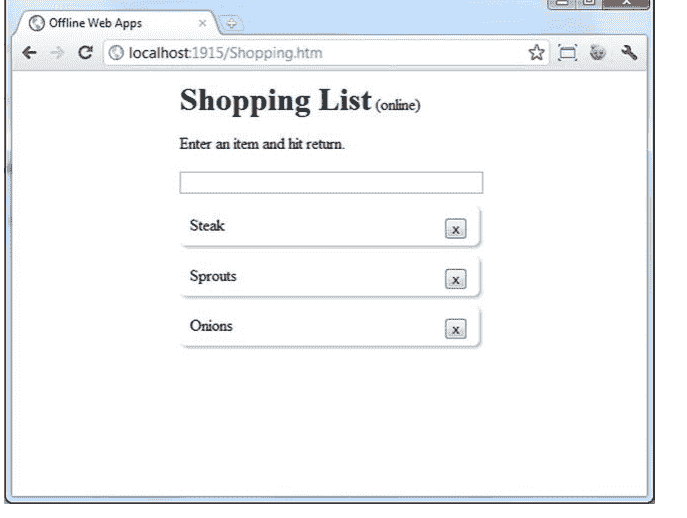 Offline Web Apps
localhost:1915/Shopping.htm
Shopping List (online)
Enter an item and hit return.
Steak x
Sprouts x
Onions x